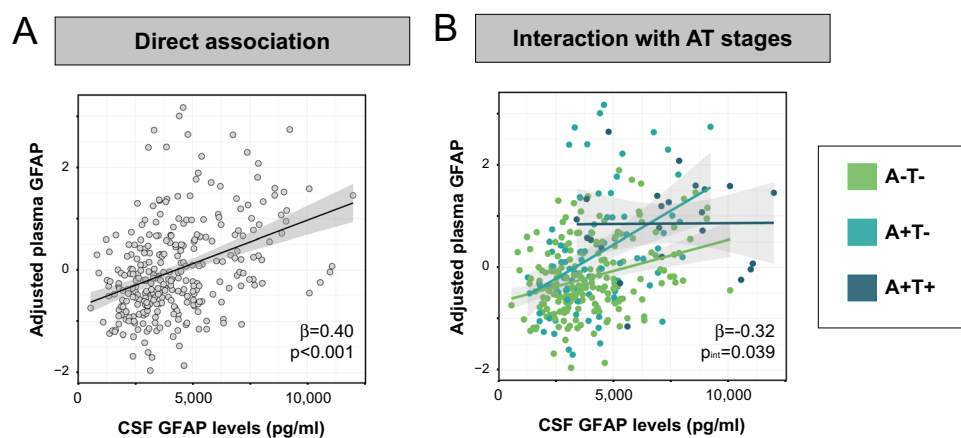 A
Direct association
Adjusted plasma GFAP
2
0
−2
β=0.40
p<0.001
0
5,000
10,000
CSF GFAP levels (pg/ml)
B
Interaction with AT stages
Adjusted plasma GFAP
2
0
−2
β=-0.32
pint=0.039
0
5,000
10,000
CSF GFAP levels (pg/ml)
A-T-
A+T-
A+T+